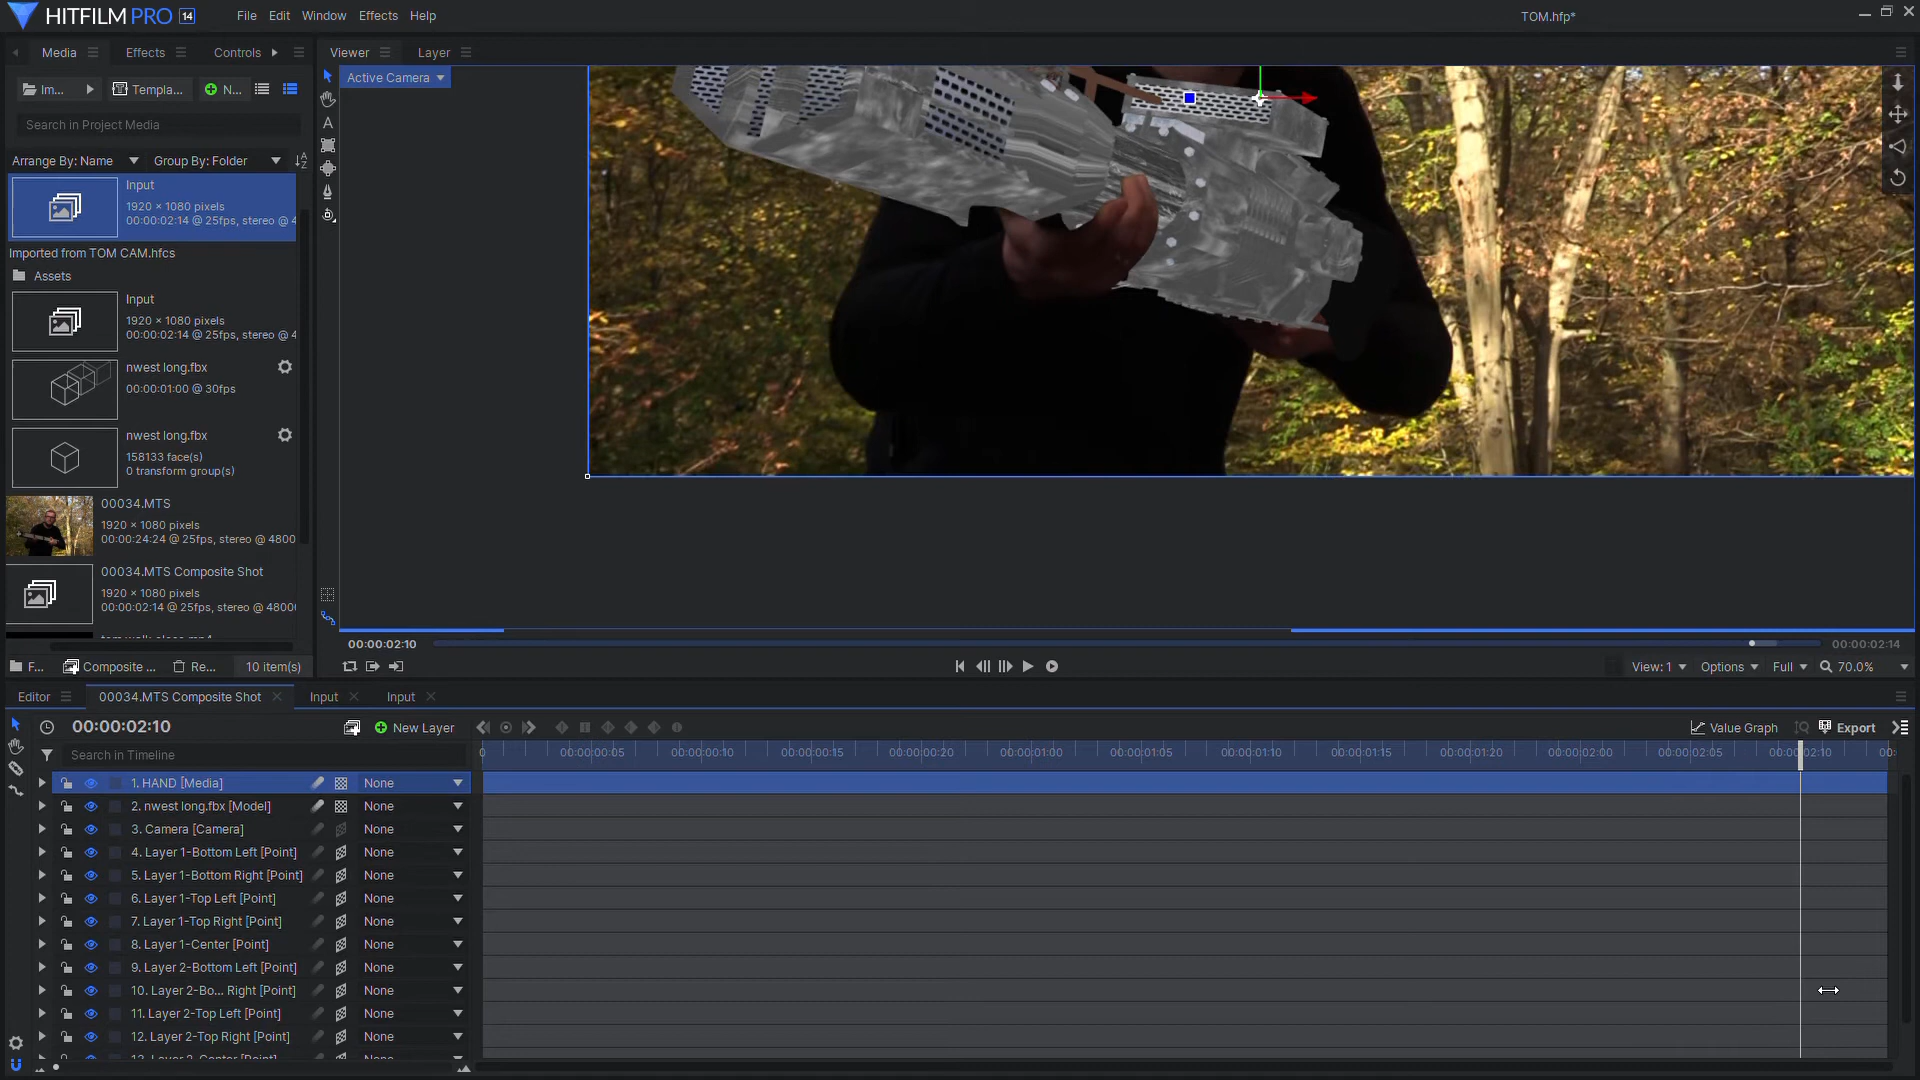 HITFILM PRO 14
File Edit Window Effects Help
TOM.hfp*
Media Effects Controls
Viewer Layer
Im... Templa... N...
Active Camera
Search in Project Media
Arrange By: Name Group By: Folder
Input
1920 × 1080 pixels
00:00:02:14 @ 25fps, stereo @ 4
Imported from TOM CAM.hfcs
Assets
Input
1920 × 1080 pixels
00:00:02:14 @ 25fps, stereo @ 4
nwest long.fbx
00:00:01:00 @ 30fps
nwest long.fbx
158133 face(s)
0 transform group(s)
00034.MTS
1920 × 1080 pixels
00:00:24:24 @ 25fps, stereo @ 4800
00034.MTS Composite Shot
1920 × 1080 pixels
00:00:02:14 @ 25fps, stereo @ 4800
F... Composite ... Re... 10 item(s)
00:00:02:10
00:00:02:14
View: 1 Options Full 70.0%
Editor 00034.MTS Composite Shot Input Input
00:00:02:10 New Layer
Value Graph Export
Search in Timeline
0 00:00:00:05 00:00:00:10 00:00:00:15 00:00:00:20 00:00:01:00 00:00:01:05 00:00:01:10 00:00:01:15 00:00:01:20 00:00:02:00 00:00:02:05 00:00:02:10 00:
1. HAND [Media] None
2. nwest long.fbx [Model] None
3. Camera [Camera] None
4. Layer 1-Bottom Left [Point] None
5. Layer 1-Bottom Right [Point] None
6. Layer 1-Top Left [Point] None
7. Layer 1-Top Right [Point] None
8. Layer 1-Center [Point] None
9. Layer 2-Bottom Left [Point] None
10. Layer 2-Bo... Right [Point] None
11. Layer 2-Top Left [Point] None
12. Layer 2-Top Right [Point] None
13. Layer 2-Center [Point] None